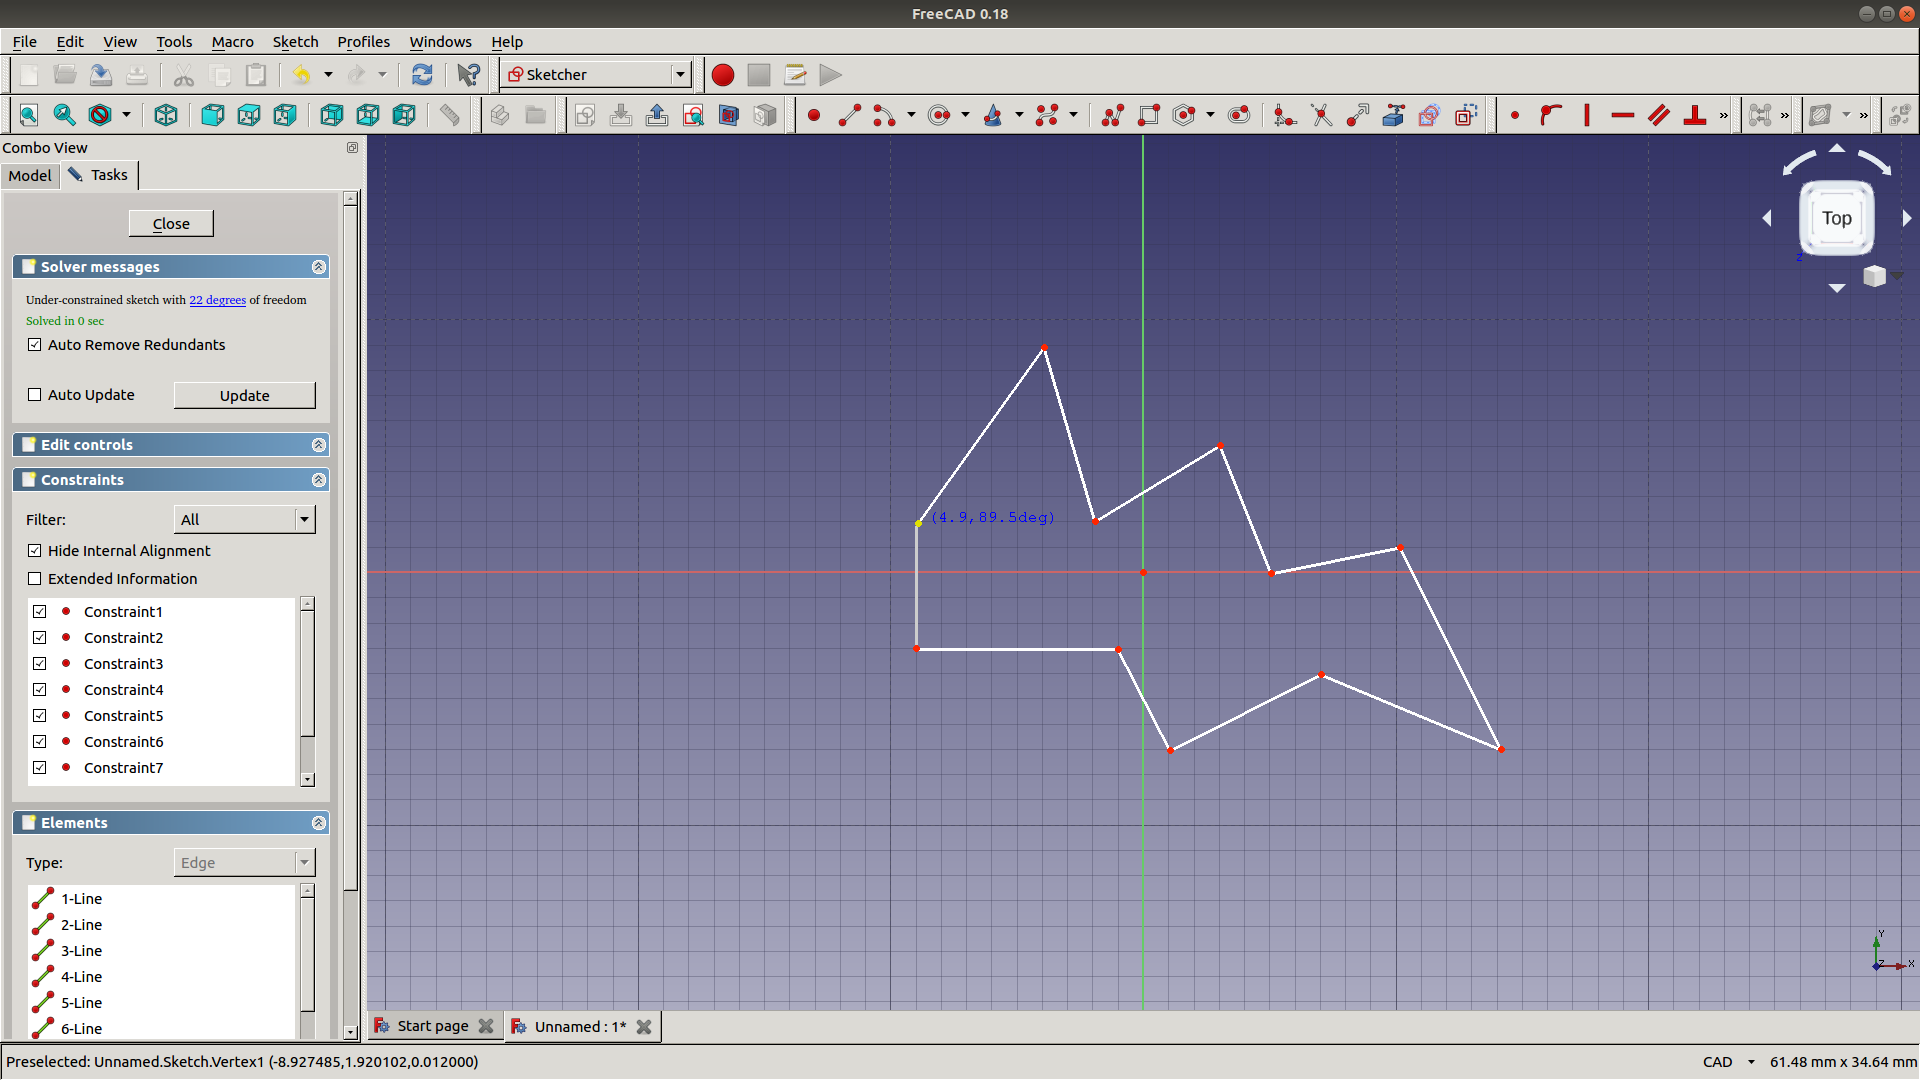 FreeCAD 0.18
File Edit View Tools Macro Sketch Profiles Windows Help
Sketcher
» » »
Combo View
Model Tasks
Close
Solver messages
Under-constrained sketch with 22 degrees of freedom
Solved in 0 sec
Auto Remove Redundants
Auto Update Update
Edit controls
Constraints
Filter: All
Hide Internal Alignment
Extended Information
Constraint1
Constraint2
Constraint3
Constraint4
Constraint5
Constraint6
Constraint7
Elements
Type: Edge
1-Line
2-Line
3-Line
4-Line
5-Line
6-Line
(4.9,89.5deg)
Top
Z
Y
Z X
Start page Unnamed : 1*
Preselected: Unnamed.Sketch.Vertex1 (-8.927485,1.920102,0.012000) CAD 61.48 mm x 34.64 mm